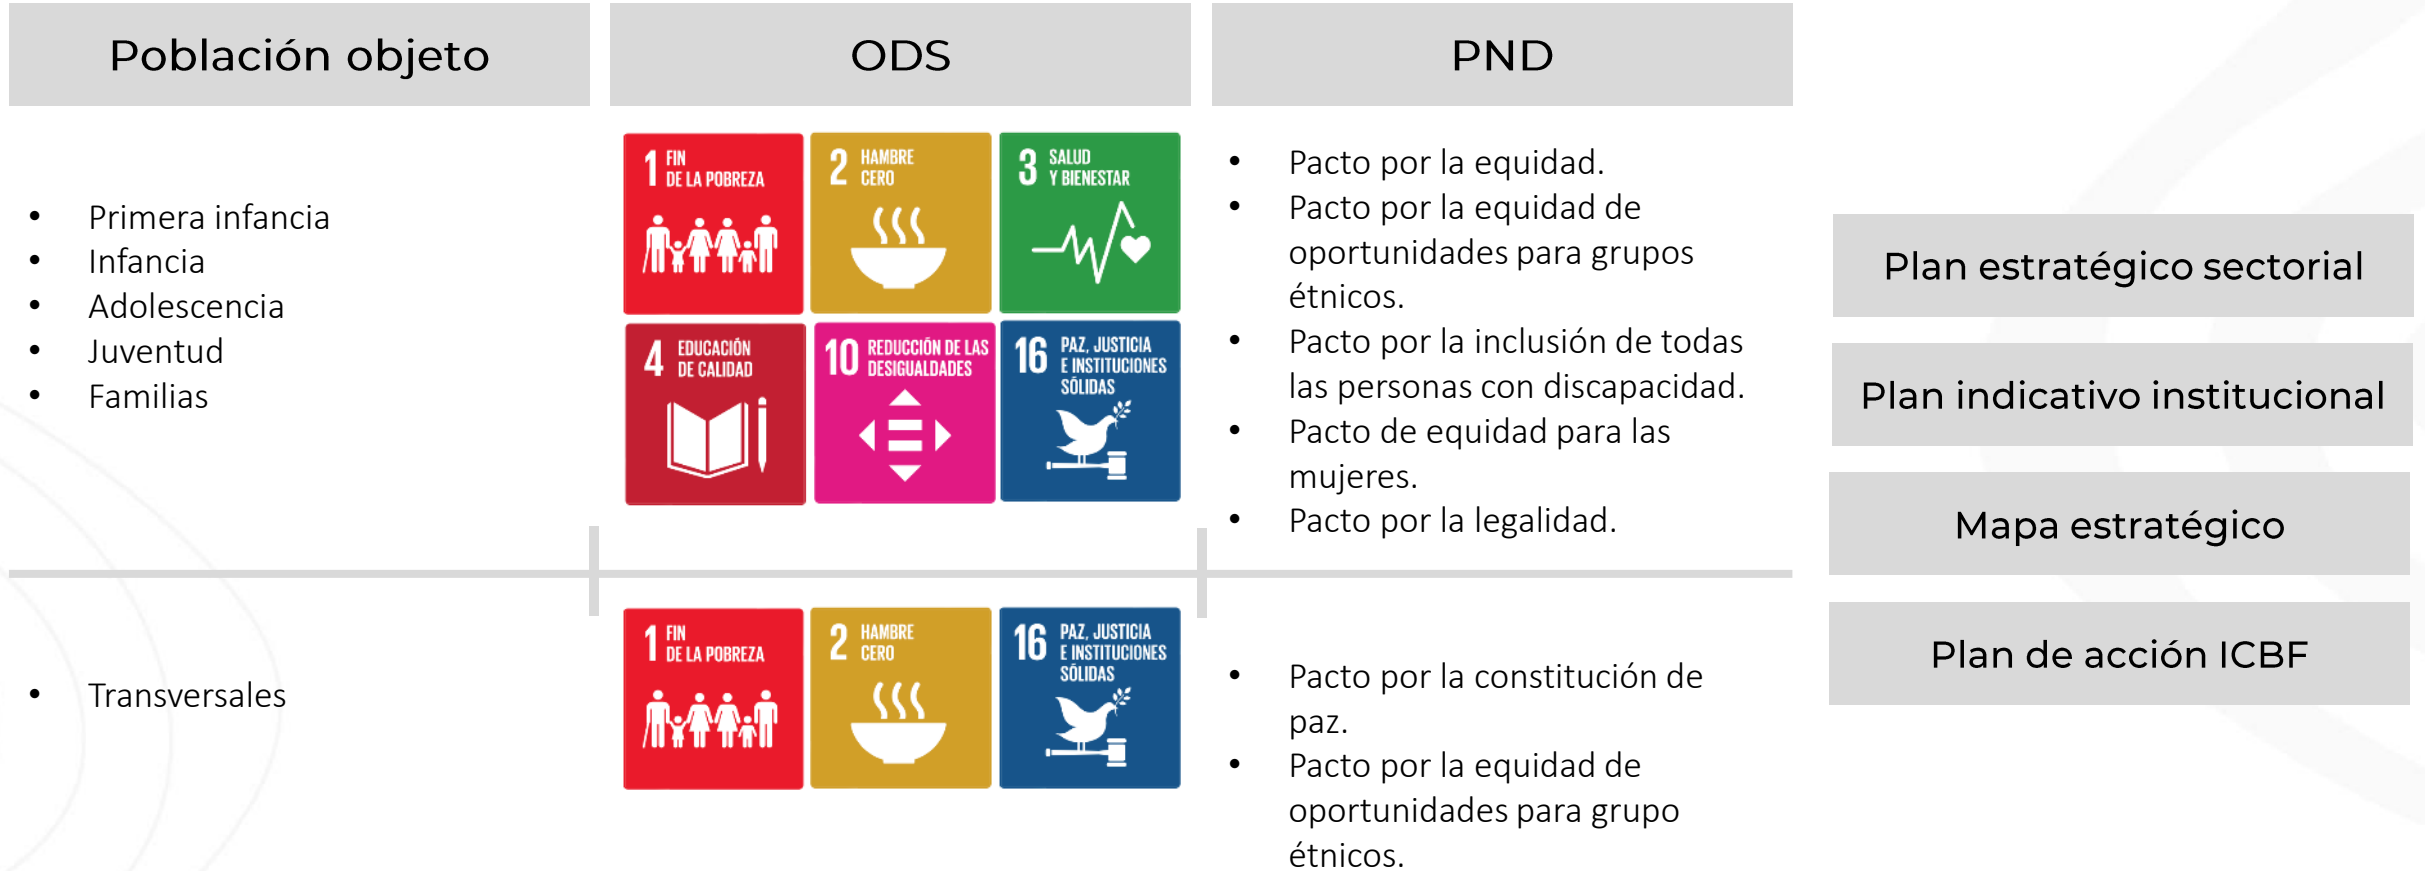 Población objeto
ODS
PND
• Primera infancia
• Infancia
• Adolescencia
• Juventud
• Familias
1 FIN
DE LA POBREZA
2 HAMBRE
CERO
3 SALUD
Y BIENESTAR
4 EDUCACIÓN
DE CALIDAD
10 REDUCCIÓN DE LAS
DESIGUALDADES
16 PAZ, JUSTICIA
E INSTITUCIONES
SÓLIDAS
• Pacto por la equidad.
• Pacto por la equidad de
oportunidades para grupos
étnicos.
• Pacto por la inclusión de todas
las personas con discapacidad.
• Pacto de equidad para las
mujeres.
• Pacto por la legalidad.
• Transversales
1 FIN
DE LA POBREZA
2 HAMBRE
CERO
16 PAZ, JUSTICIA
E INSTITUCIONES
SÓLIDAS
• Pacto por la constitución de
paz.
• Pacto por la equidad de
oportunidades para grupo
étnicos.
Plan estratégico sectorial
Plan indicativo institucional
Mapa estratégico
Plan de acción ICBF